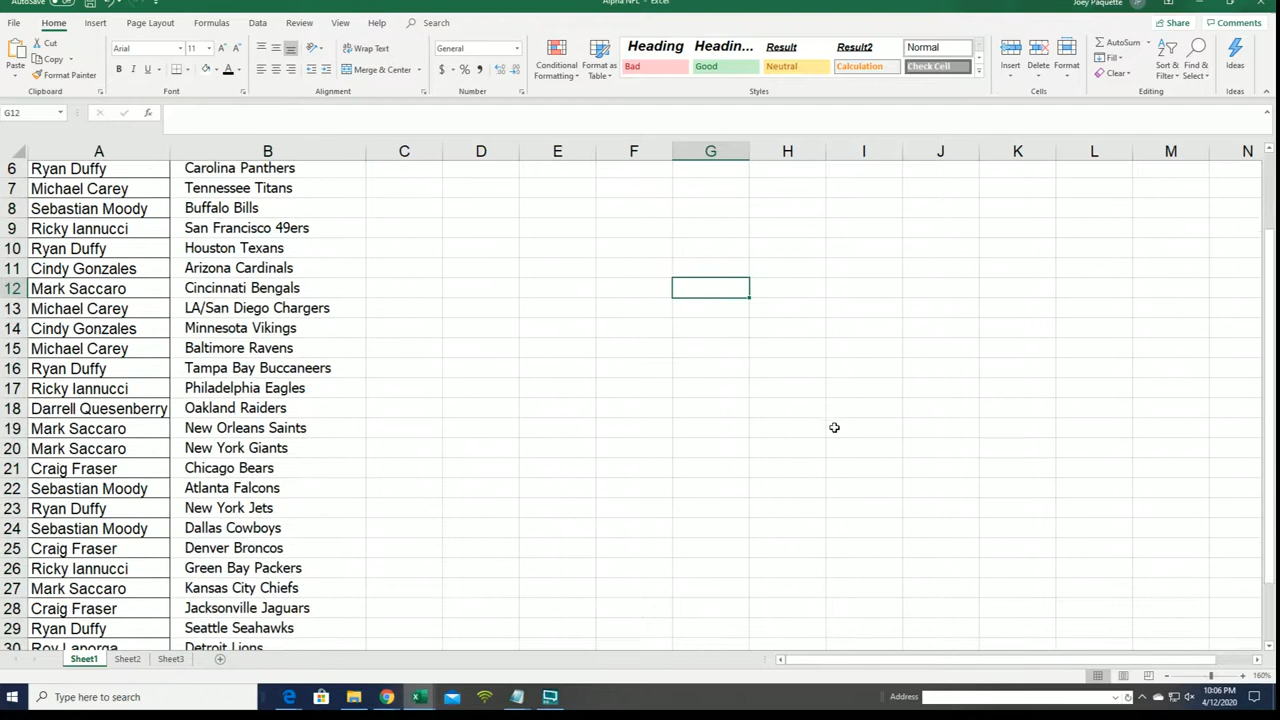 AutoSave
Alpha NFL - Excel
Joey Paquette JP
File Home Insert Page Layout Formulas Data Review View Help Search Share Comments
Paste Cut Copy Format Painter Clipboard
Arial 11 B I U A Font
Wrap Text Merge & Center Alignment
General $ % , Number
Conditional Formatting Format as Table Heading Headin... Result Result2 Normal Bad Good Neutral Calculation Check Cell Styles
Insert Delete Format Cells
AutoSum Fill Clear Sort & Filter Find & Select Editing
Ideas Ideas
G12 fx
A B C D E F G H I J K L M N
6 Ryan Duffy Carolina Panthers
7 Michael Carey Tennessee Titans
8 Sebastian Moody Buffalo Bills
9 Ricky Iannucci San Francisco 49ers
10 Ryan Duffy Houston Texans
11 Cindy Gonzales Arizona Cardinals
12 Mark Saccaro Cincinnati Bengals
13 Michael Carey LA/San Diego Chargers
14 Cindy Gonzales Minnesota Vikings
15 Michael Carey Baltimore Ravens
16 Ryan Duffy Tampa Bay Buccaneers
17 Ricky Iannucci Philadelphia Eagles
18 Darrell Quesenberry Oakland Raiders
19 Mark Saccaro New Orleans Saints
20 Mark Saccaro New York Giants
21 Craig Fraser Chicago Bears
22 Sebastian Moody Atlanta Falcons
23 Ryan Duffy New York Jets
24 Sebastian Moody Dallas Cowboys
25 Craig Fraser Denver Broncos
26 Ricky Iannucci Green Bay Packers
27 Mark Saccaro Kansas City Chiefs
28 Craig Fraser Jacksonville Jaguars
29 Ryan Duffy Seattle Seahawks
30 Roy Laporga Detroit Lions
Sheet1 Sheet2 Sheet3
160%
Type here to search Address 10:06 PM
4/12/2020